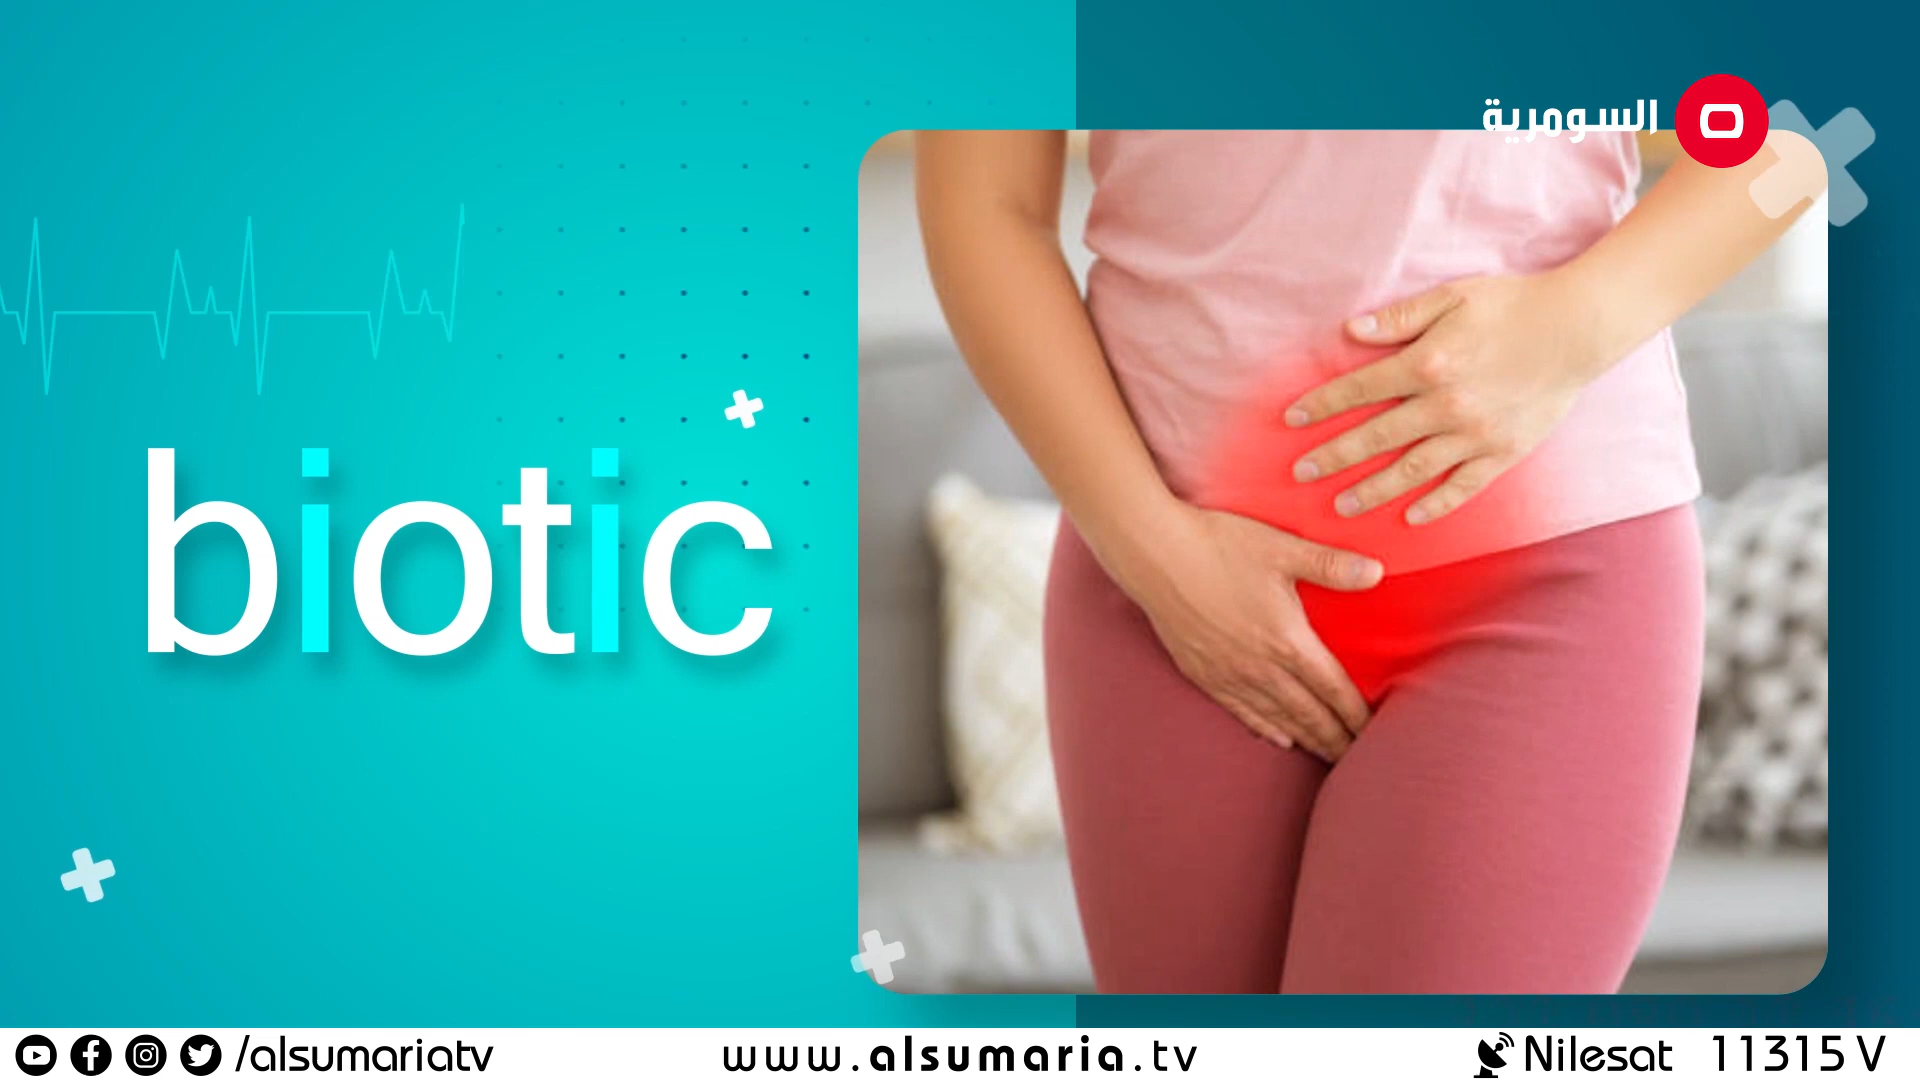 السومرية
biotic
/alsumariatv
www.alsumaria.tv
Nilesat 11315 V